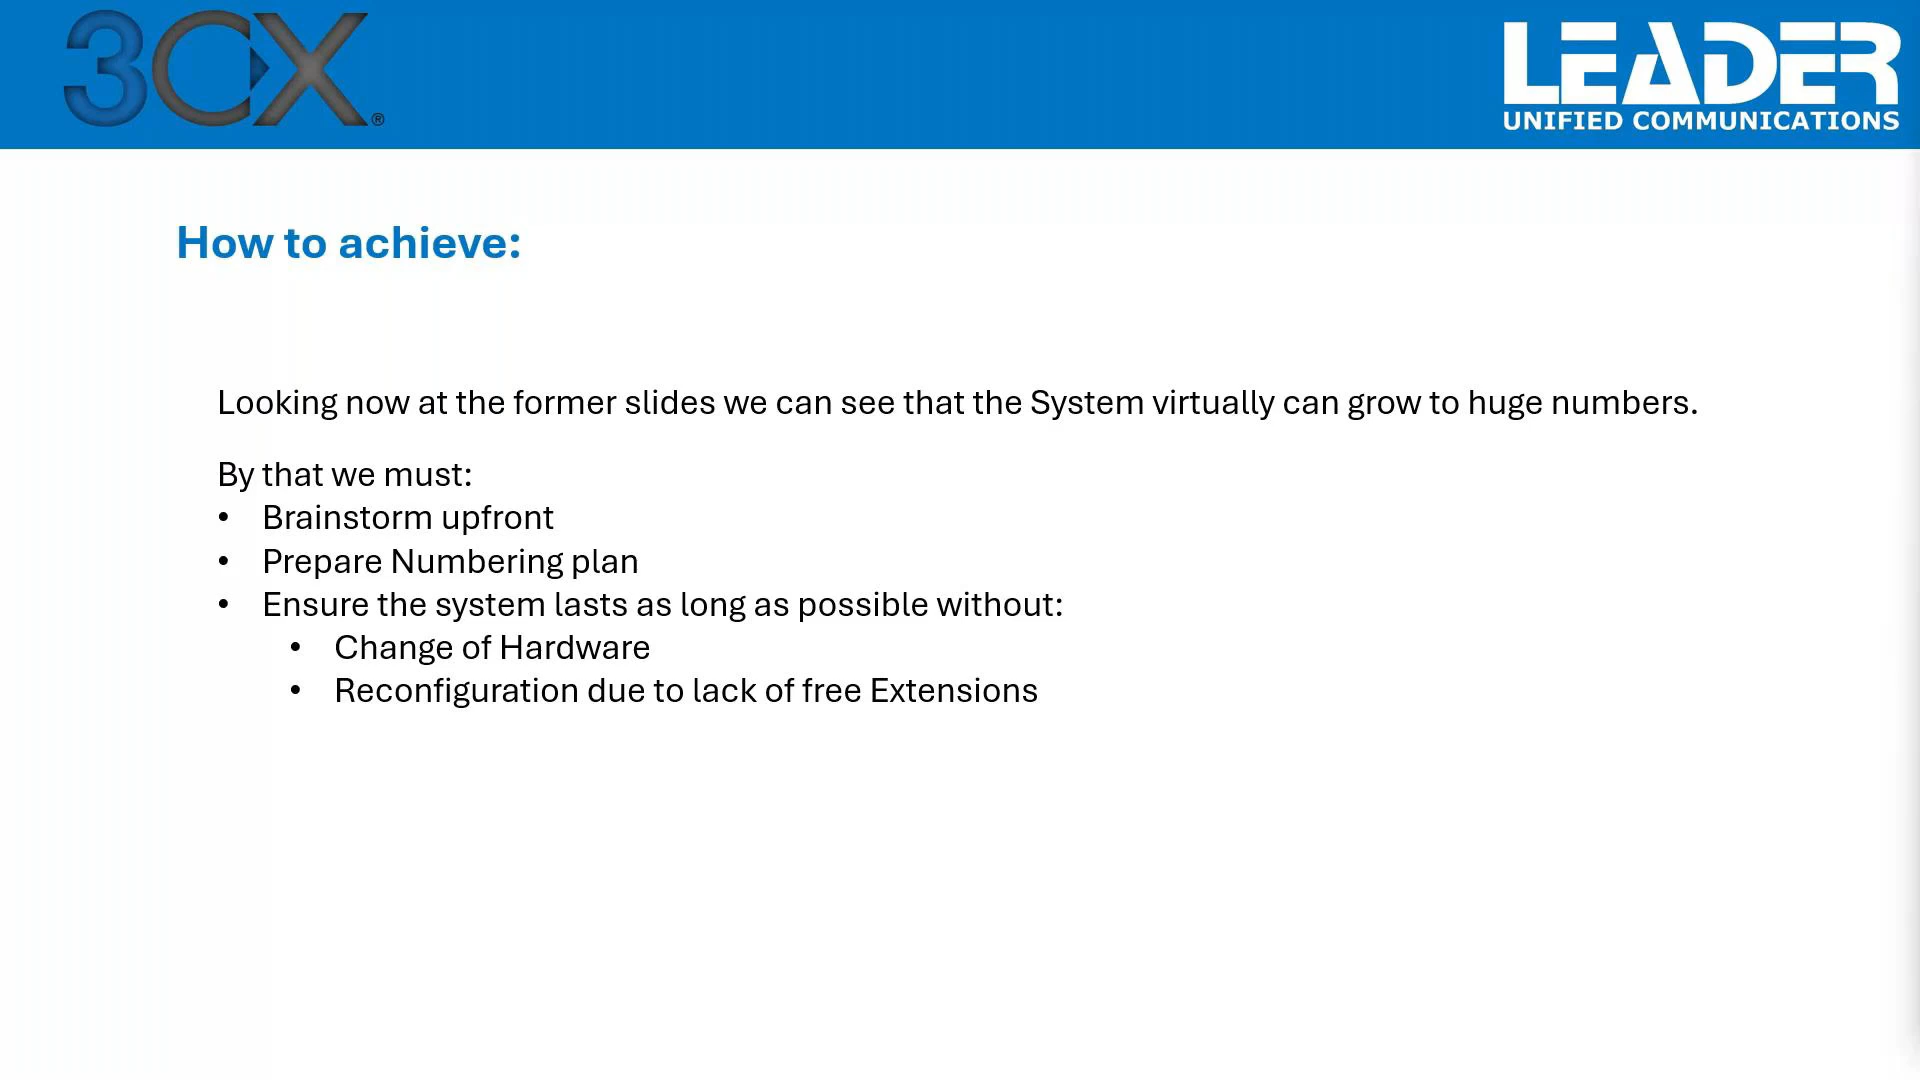 3CX®
LEADER
UNIFIED COMMUNICATIONS
How to achieve:
Looking now at the former slides we can see that the System virtually can grow to huge numbers.
By that we must:
• Brainstorm upfront
• Prepare Numbering plan
• Ensure the system lasts as long as possible without:
• Change of Hardware
• Reconfiguration due to lack of free Extensions